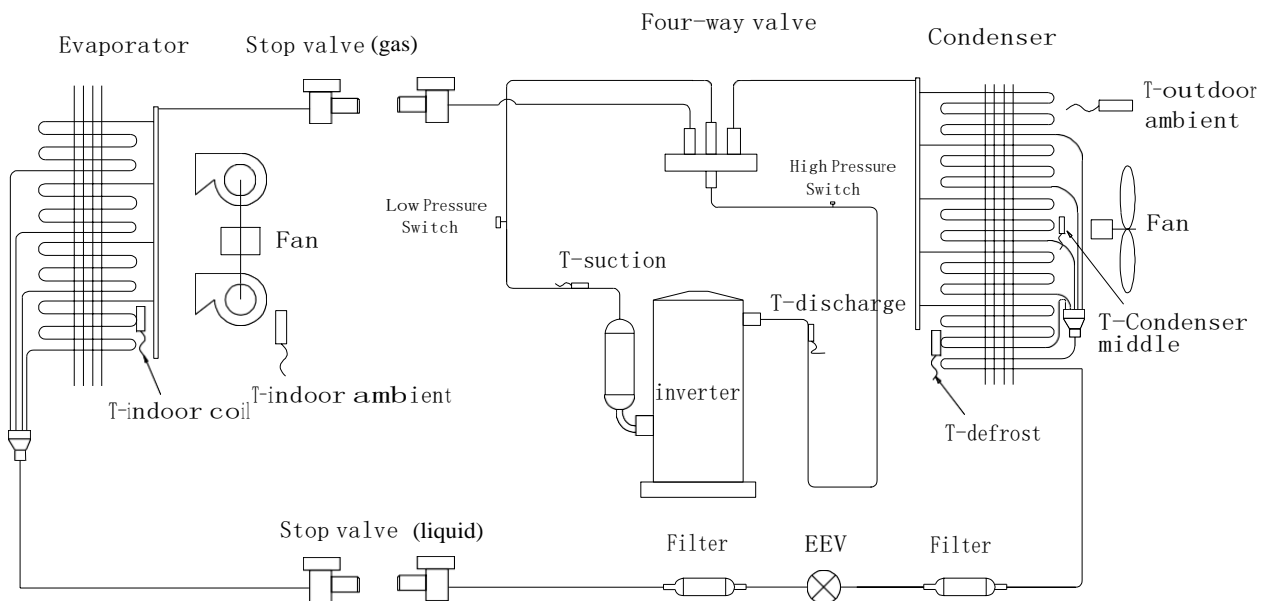 Four-way valve
Evaporator
Stop valve (gas)
Condenser
T-outdoor
ambient
High Pressure
Switch
Low Pressure
Switch
Fan
Fan
T-suction
T-discharge
T-Condenser
middle
T-indoor ambient
inverter
T-indoor coil
T-defrost
Stop valve (liquid)
Filter
EEV
Filter